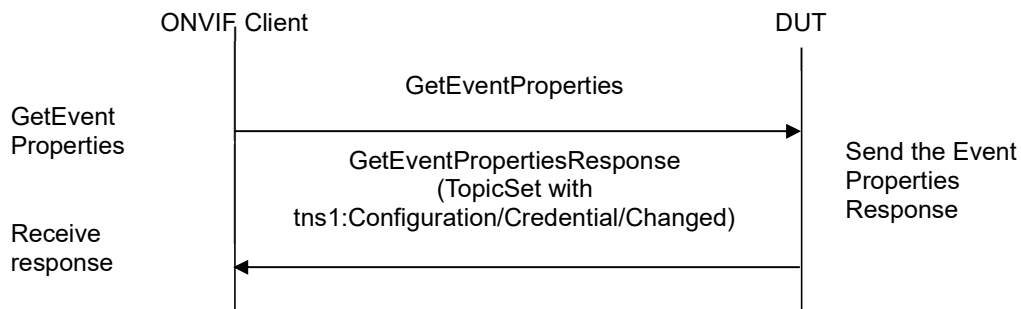 ONVIF Client
DUT
GetEventProperties
GetEvent
Properties
GetEventPropertiesResponse
(TopicSet with
tns1:Configuration/Credential/Changed)
Send the Event
Properties
Response
Receive
response